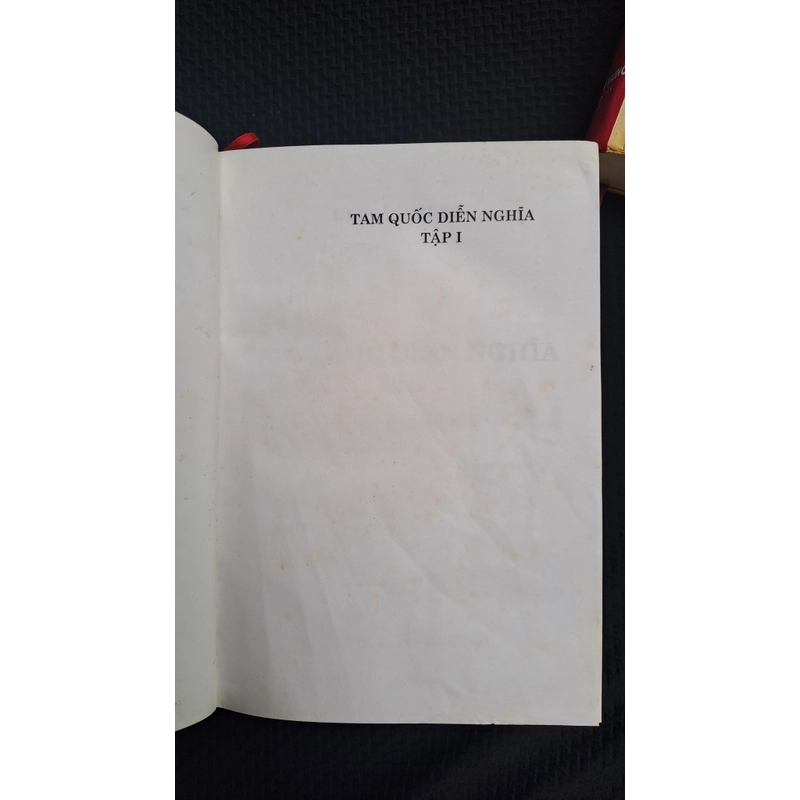 TAM QUỐC DIỄN NGHĨA
TẬP I